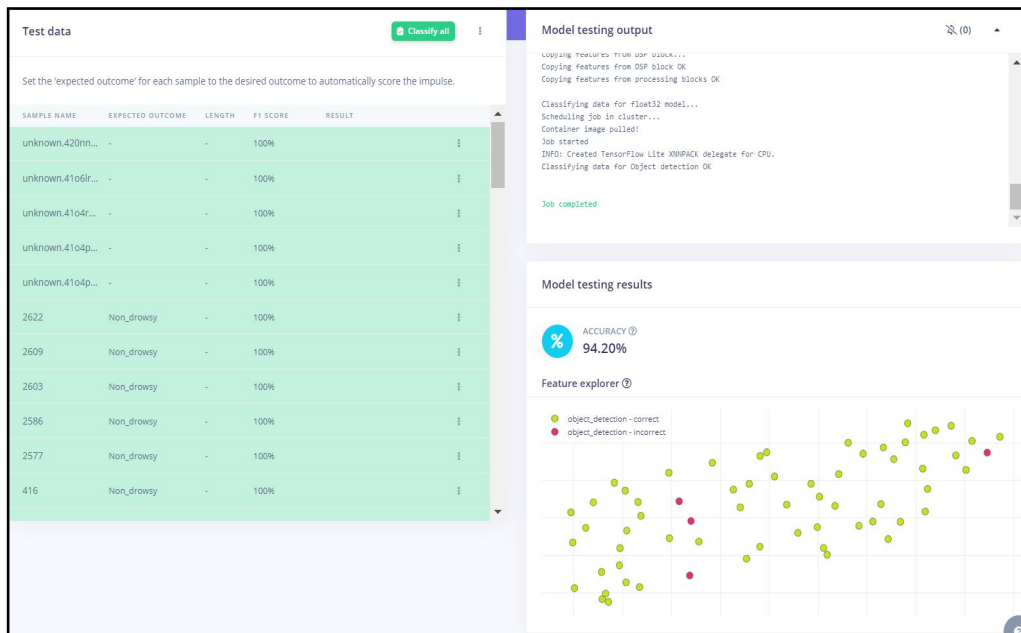 Test data
Classify all
Set the 'expected outcome' for each sample to the desired outcome to automatically score the impulse.
SAMPLE NAME EXPECTED OUTCOME LENGTH F1 SCORE RESULT
unknown.420nn... - - 100%
unknown.41o6lr... - - 100%
unknown.41o4r... - - 100%
unknown.41o4p... - - 100%
unknown.41o4p... - - 100%
2622 Non_drowsy - 100%
2609 Non_drowsy - 100%
2603 Non_drowsy - 100%
2586 Non_drowsy - 100%
2577 Non_drowsy - 100%
416 Non_drowsy - 100%
Model testing output
(0)
Copying features from DSP block...
Copying features from DSP block OK
Copying features from processing blocks OK
Classifying data for float32 model...
Scheduling job in cluster...
Container image pulled!
Job started
INFO: Created TensorFlow Lite XNNPACK delegate for CPU.
Classifying data for Object detection OK
Job completed
Model testing results
%
ACCURACY ?
94.20%
Feature explorer ?
object_detection - correct
object_detection - incorrect